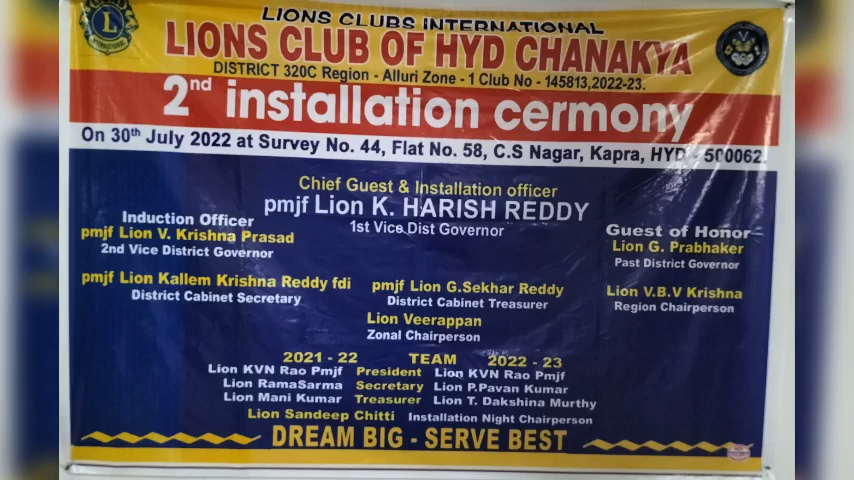 LIONS CLUBS INTERNATIONAL
LIONS CLUB OF HYD CHANAKYA
DISTRICT 320C Region - Alluri Zone - 1 Club No - 145813,2022-23.
2nd installation cermony
On 30th July 2022 at Survey No. 44, Flat No. 58, C.S Nagar, Kapra, HYD - 500062.
Chief Guest & Installation officer
pmjf Lion K. HARISH REDDY
1st Vice Dist Governor
Induction Officer
pmjf Lion V. Krishna Prasad
2nd Vice District Governor
Guest of Honor
Lion G. Prabhaker
Past District Governor
pmjf Lion Kallem Krishna Reddy fdi
District Cabinet Secretary
pmjf Lion G.Sekhar Reddy
District Cabinet Treasurer
Lion V.B.V Krishna
Region Chairperson
Lion Veerappan
Zonal Chairperson
2021 - 22 TEAM 2022 - 23
Lion KVN Rao Pmjf President Lion KVN Rao Pmjf
Lion RamaSarma Secretary Lion P.Pavan Kumar
Lion Mani Kumar Treasurer Lion T. Dakshina Murthy
Lion Sandeep Chitti Installation Night Chairperson
DREAM BIG - SERVE BEST